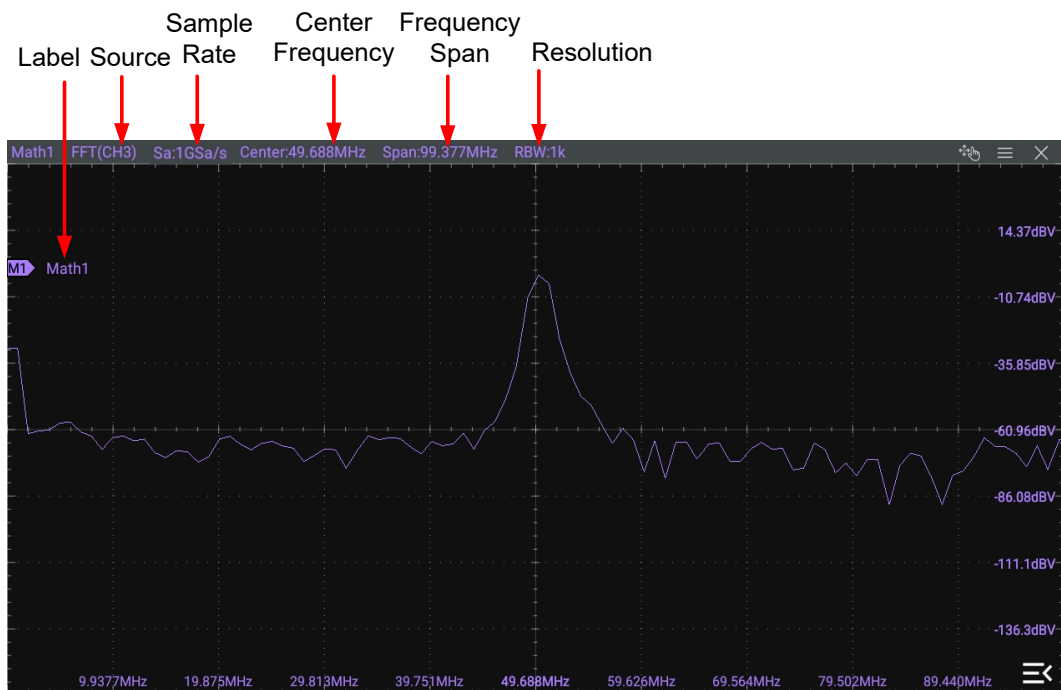 Label
Source
Sample
Rate
Center
Frequency
Frequency
Span
Resolution
Math1 FFT(CH3) Sa:1GSa/s Center:49.688MHz Span:99.377MHz RBW:1k
14.37dBV
M1 Math1
-10.74dBV
-35.85dBV
-60.96dBV
-86.08dBV
-111.1dBV
-136.3dBV
9.9377MHz 19.875MHz 29.813MHz 39.751MHz 49.688MHz 59.626MHz 69.564MHz 79.502MHz 89.440MHz